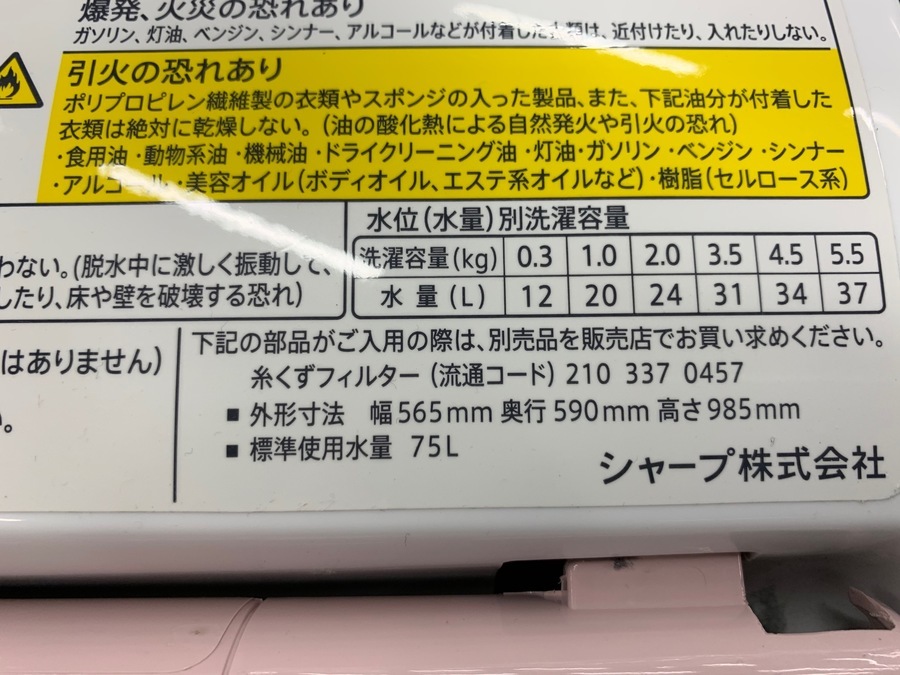 爆発、火災の恐れあり
ガソリン、灯油、ベンジン、シンナー、アルコールなどが付着した衣類は、近付けたり、入れたりしない。
引火の恐れあり
ポリプロピレン繊維製の衣類やスポンジの入った製品、また、下記油分が付着した
衣類は絶対に乾燥しない。(油の酸化熱による自然発火や引火の恐れ)
・食用油・動物系油・機械油・ドライクリーニング油・灯油・ガソリン・ベンジン・シンナー
・アルコール・美容オイル(ボディオイル、エステ系オイルなど)・樹脂(セルロース系)
わない。(脱水中に激しく振動して、
したり、床や壁を破壊する恐れ)
はありません)
。
水位(水量)別洗濯容量
洗濯容量(kg) 0.3 1.0 2.0 3.5 4.5 5.5
水量(L) 12 20 24 31 34 37
下記の部品がご入用の際は、別売品を販売店でお買い求めください。
糸くずフィルター(流通コード)210 337 0457
■ 外形寸法 幅565mm 奥行590mm 高さ985mm
■ 標準使用水量 75L
シャープ株式会社